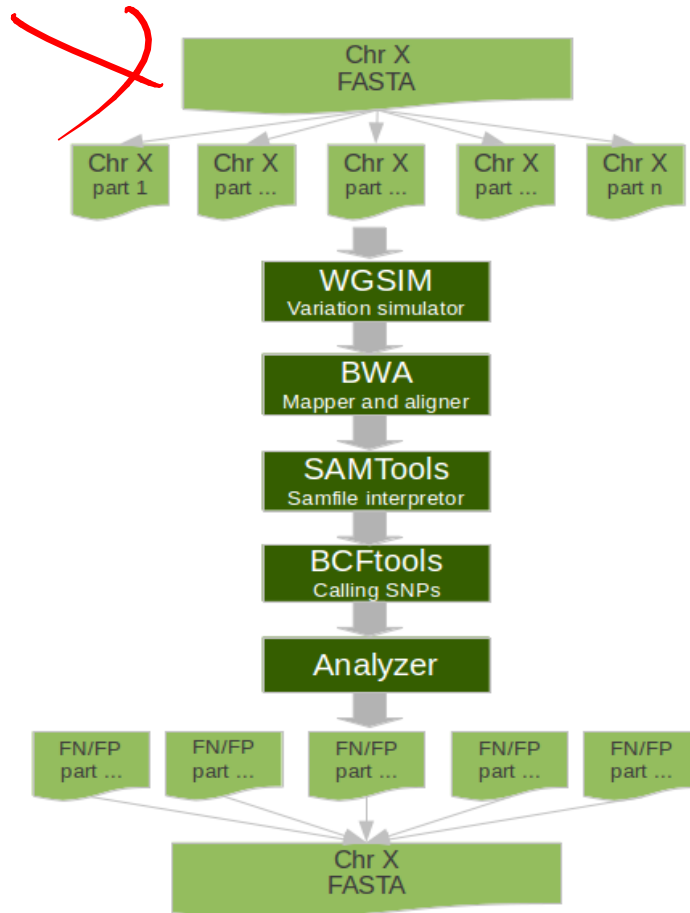 Chr X
FASTA
Chr X
part 1
Chr X
part ...
Chr X
part ...
Chr X
part ...
Chr X
part n
WGSIM
Variation simulator
BWA
Mapper and aligner
SAMTools
Samfile interpretor
BCFtools
Calling SNPs
Analyzer
FN/FP
part ...
FN/FP
part ...
FN/FP
part ...
FN/FP
part ...
FN/FP
part ...
Chr X
FASTA